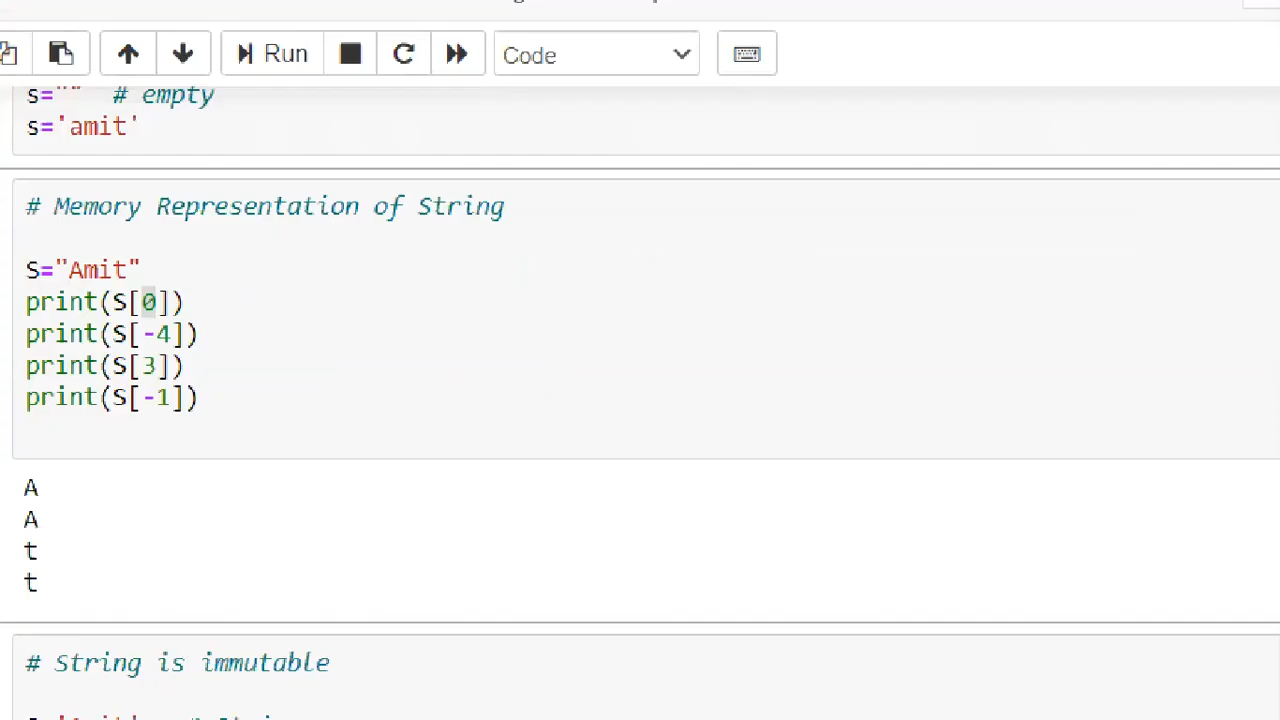 Run
Code
s="" # empty
s='amit'
# Memory Representation of String
S="Amit"
print(S[0])
print(S[-4])
print(S[3])
print(S[-1])
A
A
t
t
# String is immutable